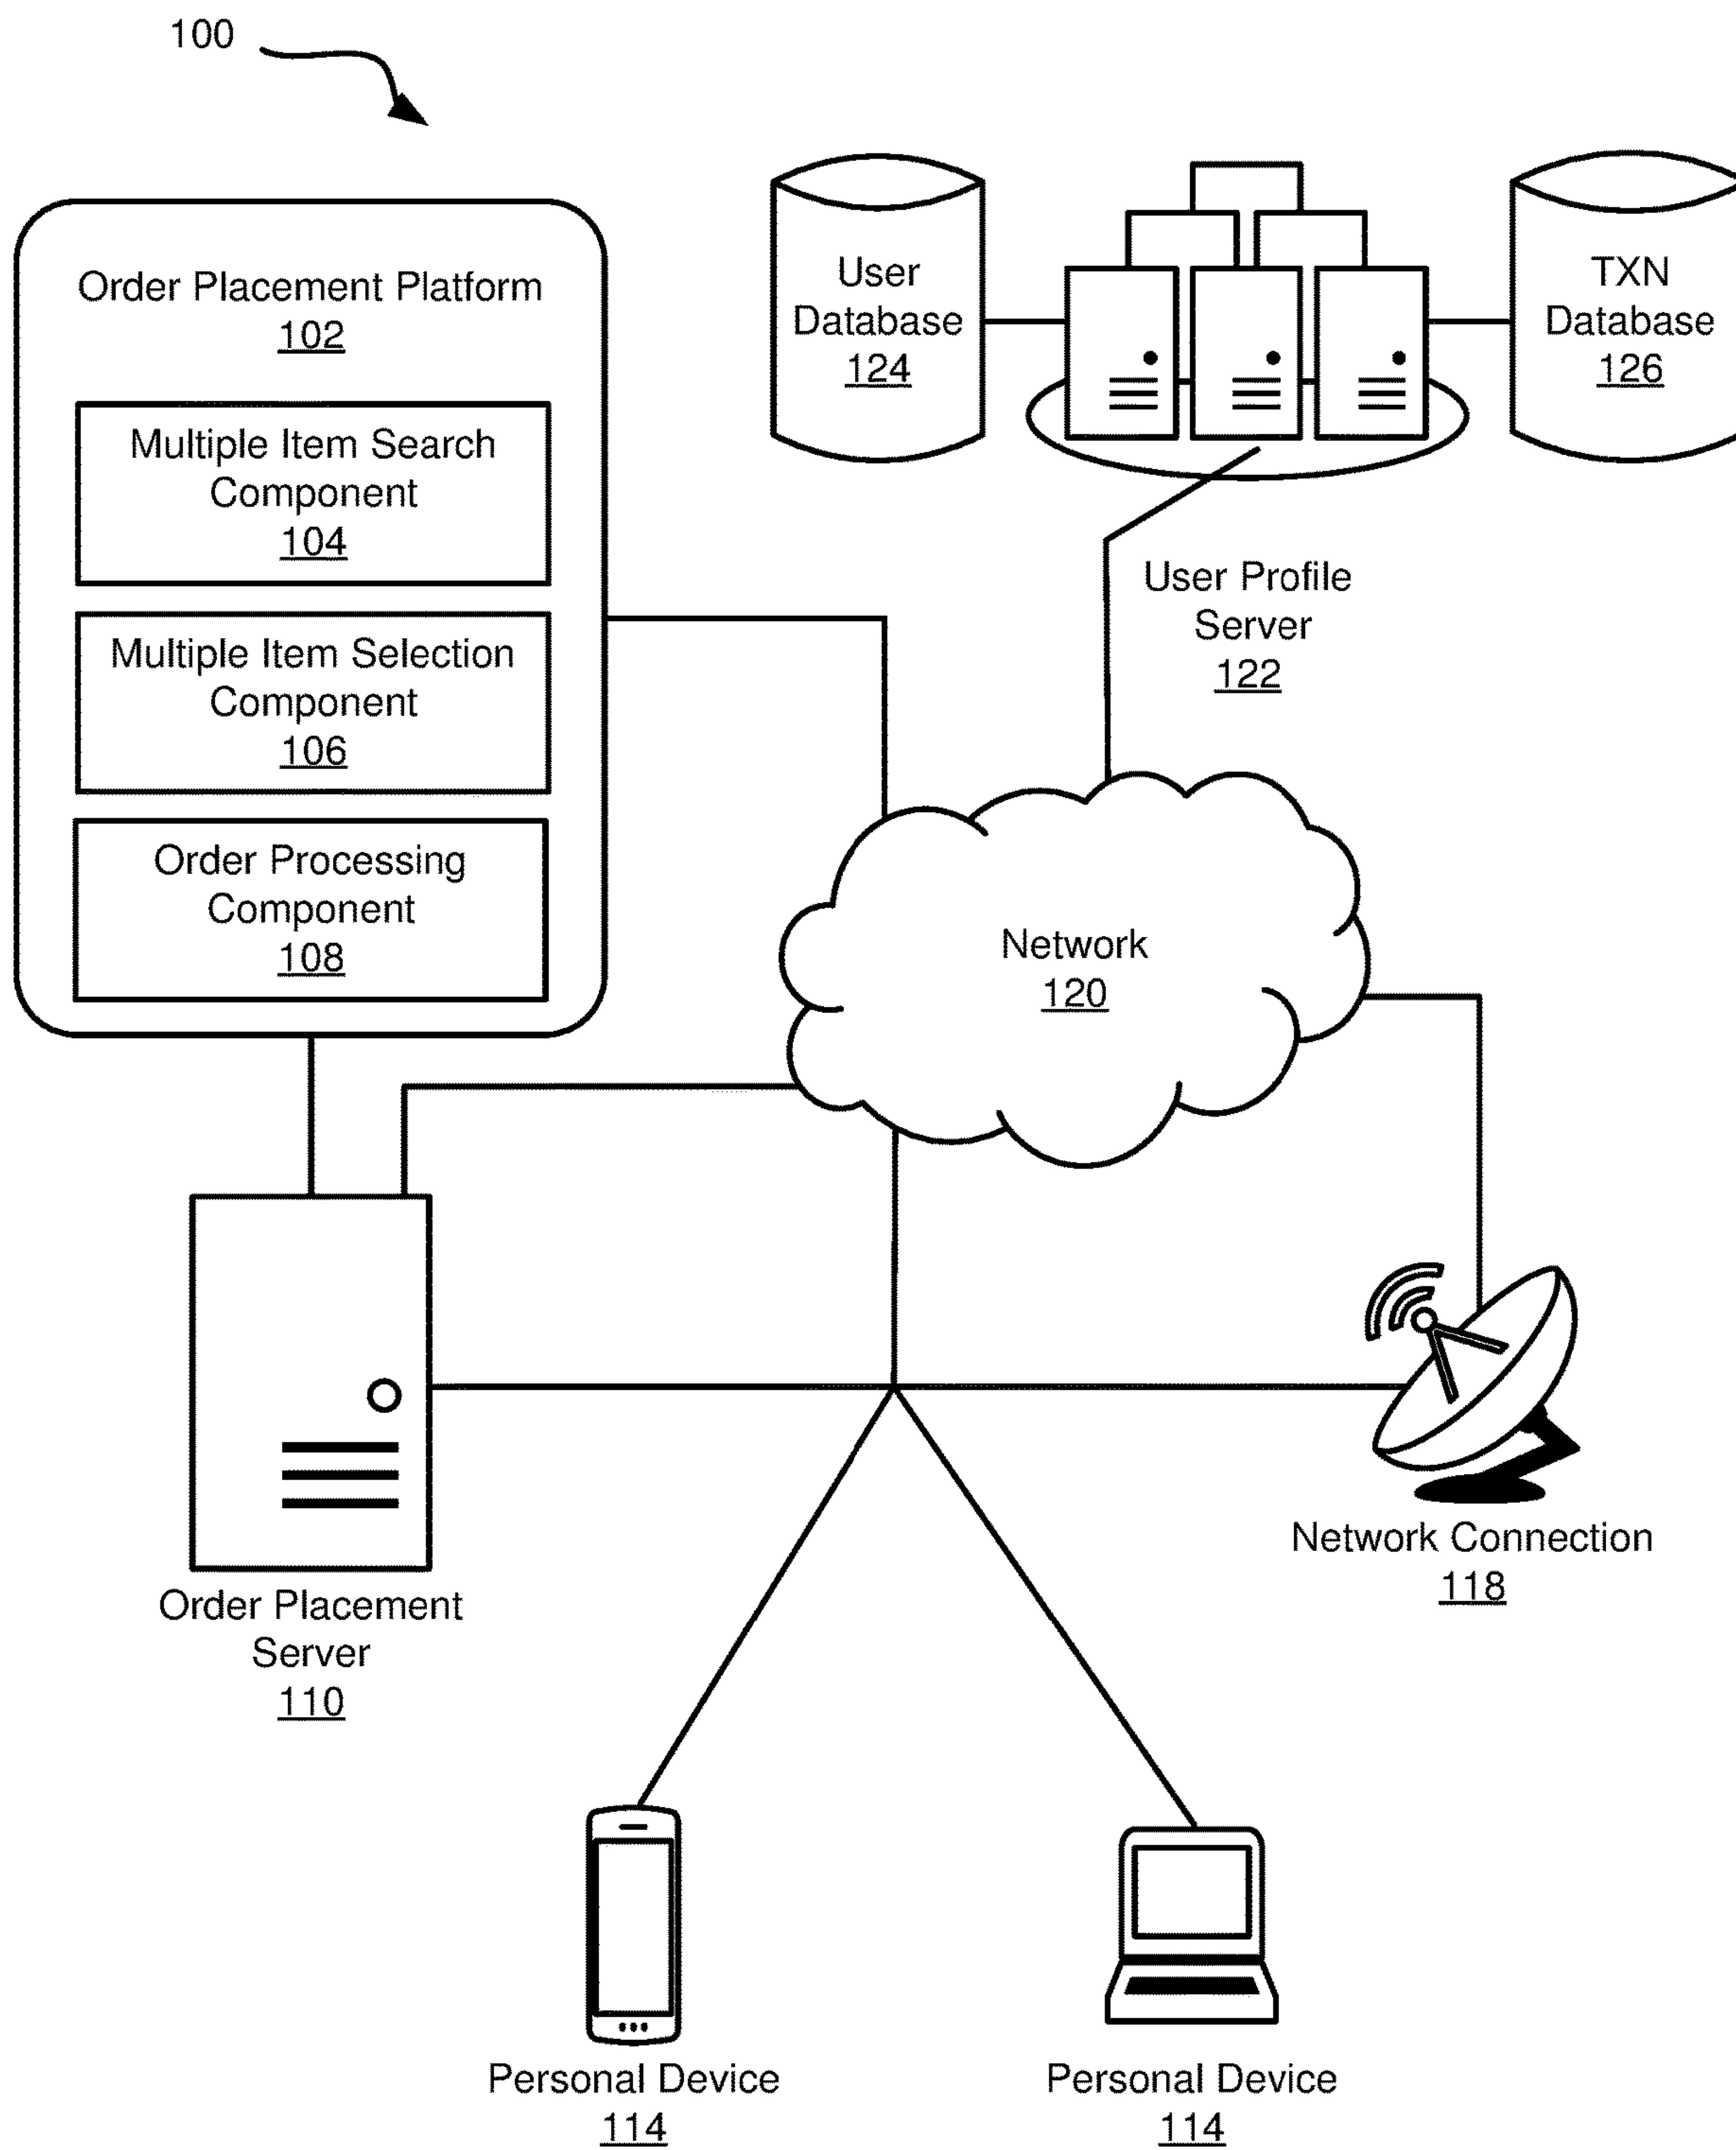 100
Order Placement Platform
102
Multiple Item Search
Component
104
Multiple Item Selection
Component
106
Order Processing
Component
108
User
Database
124
TXN
Database
126
User Profile
Server
122
Network
120
Order Placement
Server
110
Network Connection
118
Personal Device
114
Personal Device
114